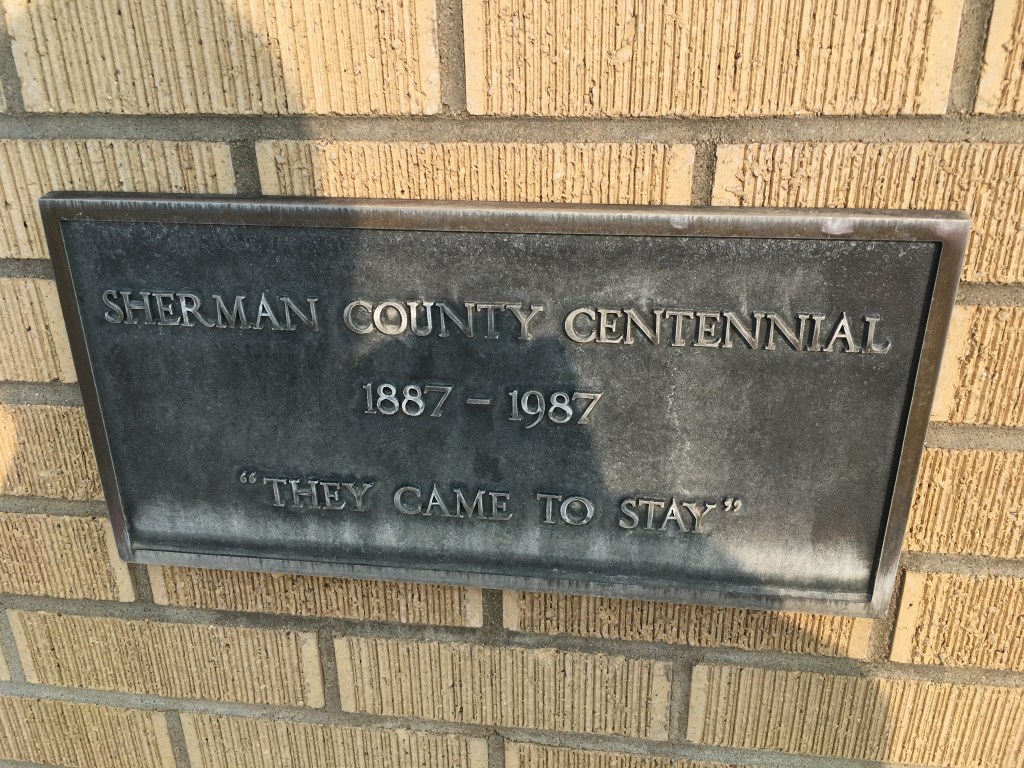 SHERMAN COUNTY CENTENNIAL
1887 - 1987
“THEY CAME TO STAY”